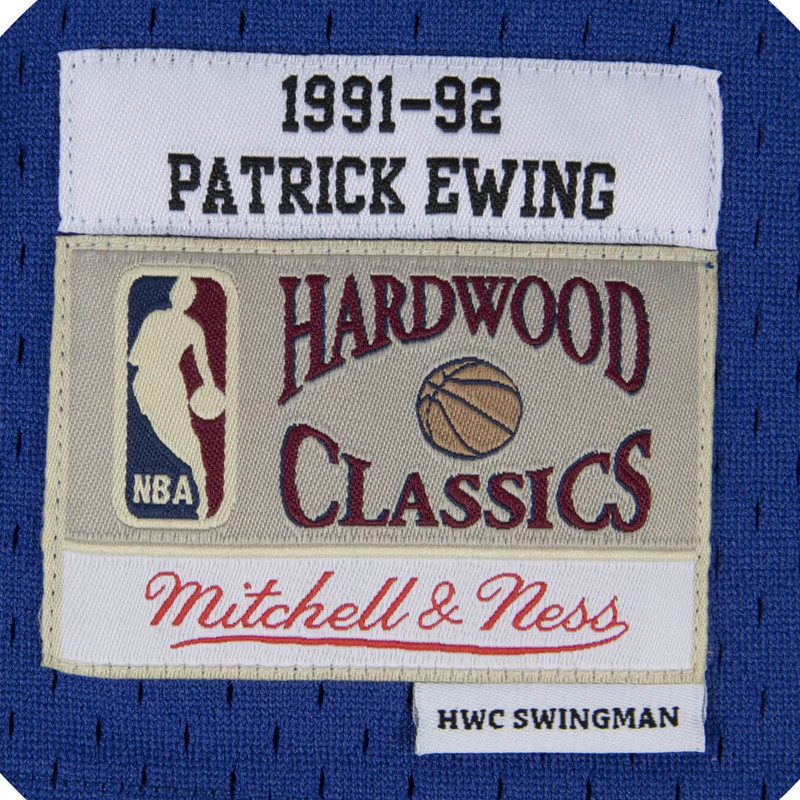 1991-92
PATRICK EWING
HARDWOOD
CLASSICS
NBA
Mitchell & Ness
HWC SWINGMAN